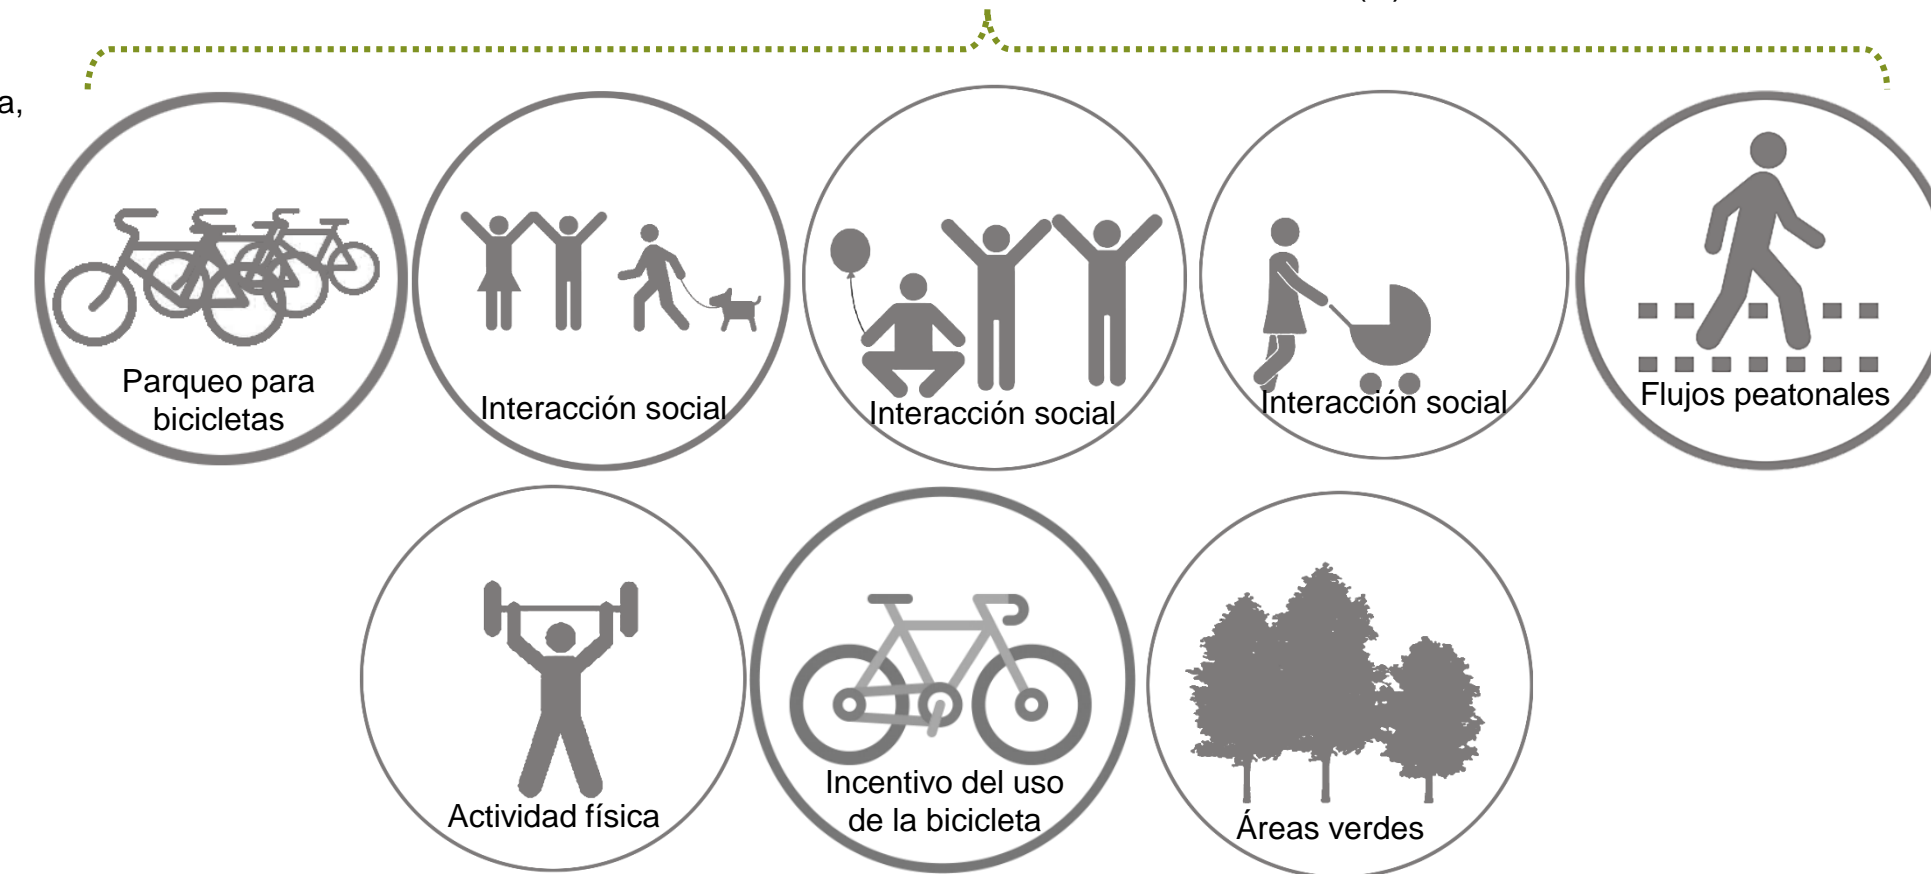 a,
Parqueo para
bicicletas
Interacción social
Interacción social
Interacción social
Flujos peatonales
Actividad física
Incentivo del uso
de la bicicleta
Áreas verdes